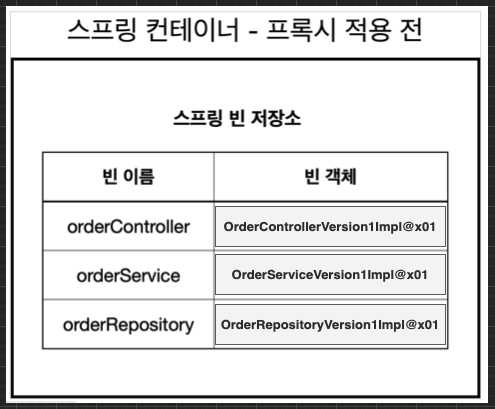 스프링 컨테이너 - 프록시 적용 전
스프링 빈 저장소
빈 이름 빈 객체
orderController OrderControllerVersion1Impl@x01
orderService OrderServiceVersion1Impl@x01
orderRepository OrderRepositoryVersion1Impl@x01